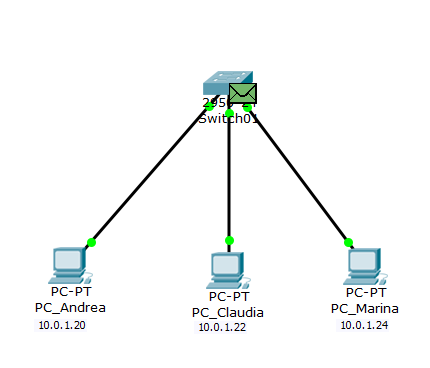 Switch01
PC-PT
PC_Andrea
10.0.1.20
PC-PT
PC_Claudia
10.0.1.22
PC-PT
PC_Marina
10.0.1.24